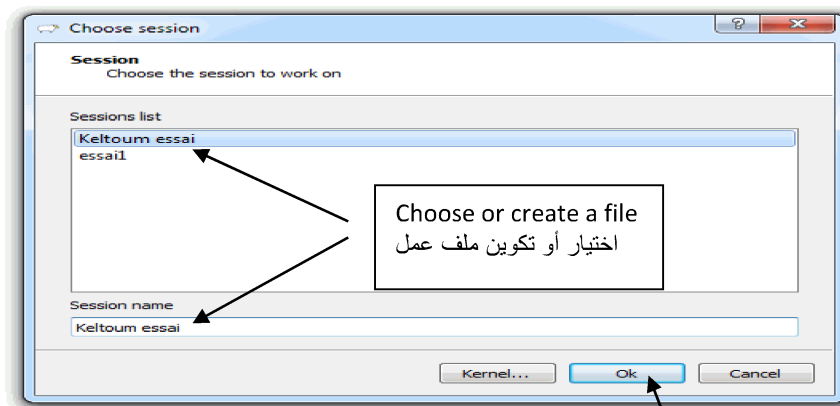 Choose session
Session
Choose the session to work on
Sessions list
Keltoum essai
essai1
Choose or create a file
اختيار أو تكوين ملف عمل
Session name
Keltoum essai
Kernel...
Ok
Cancel